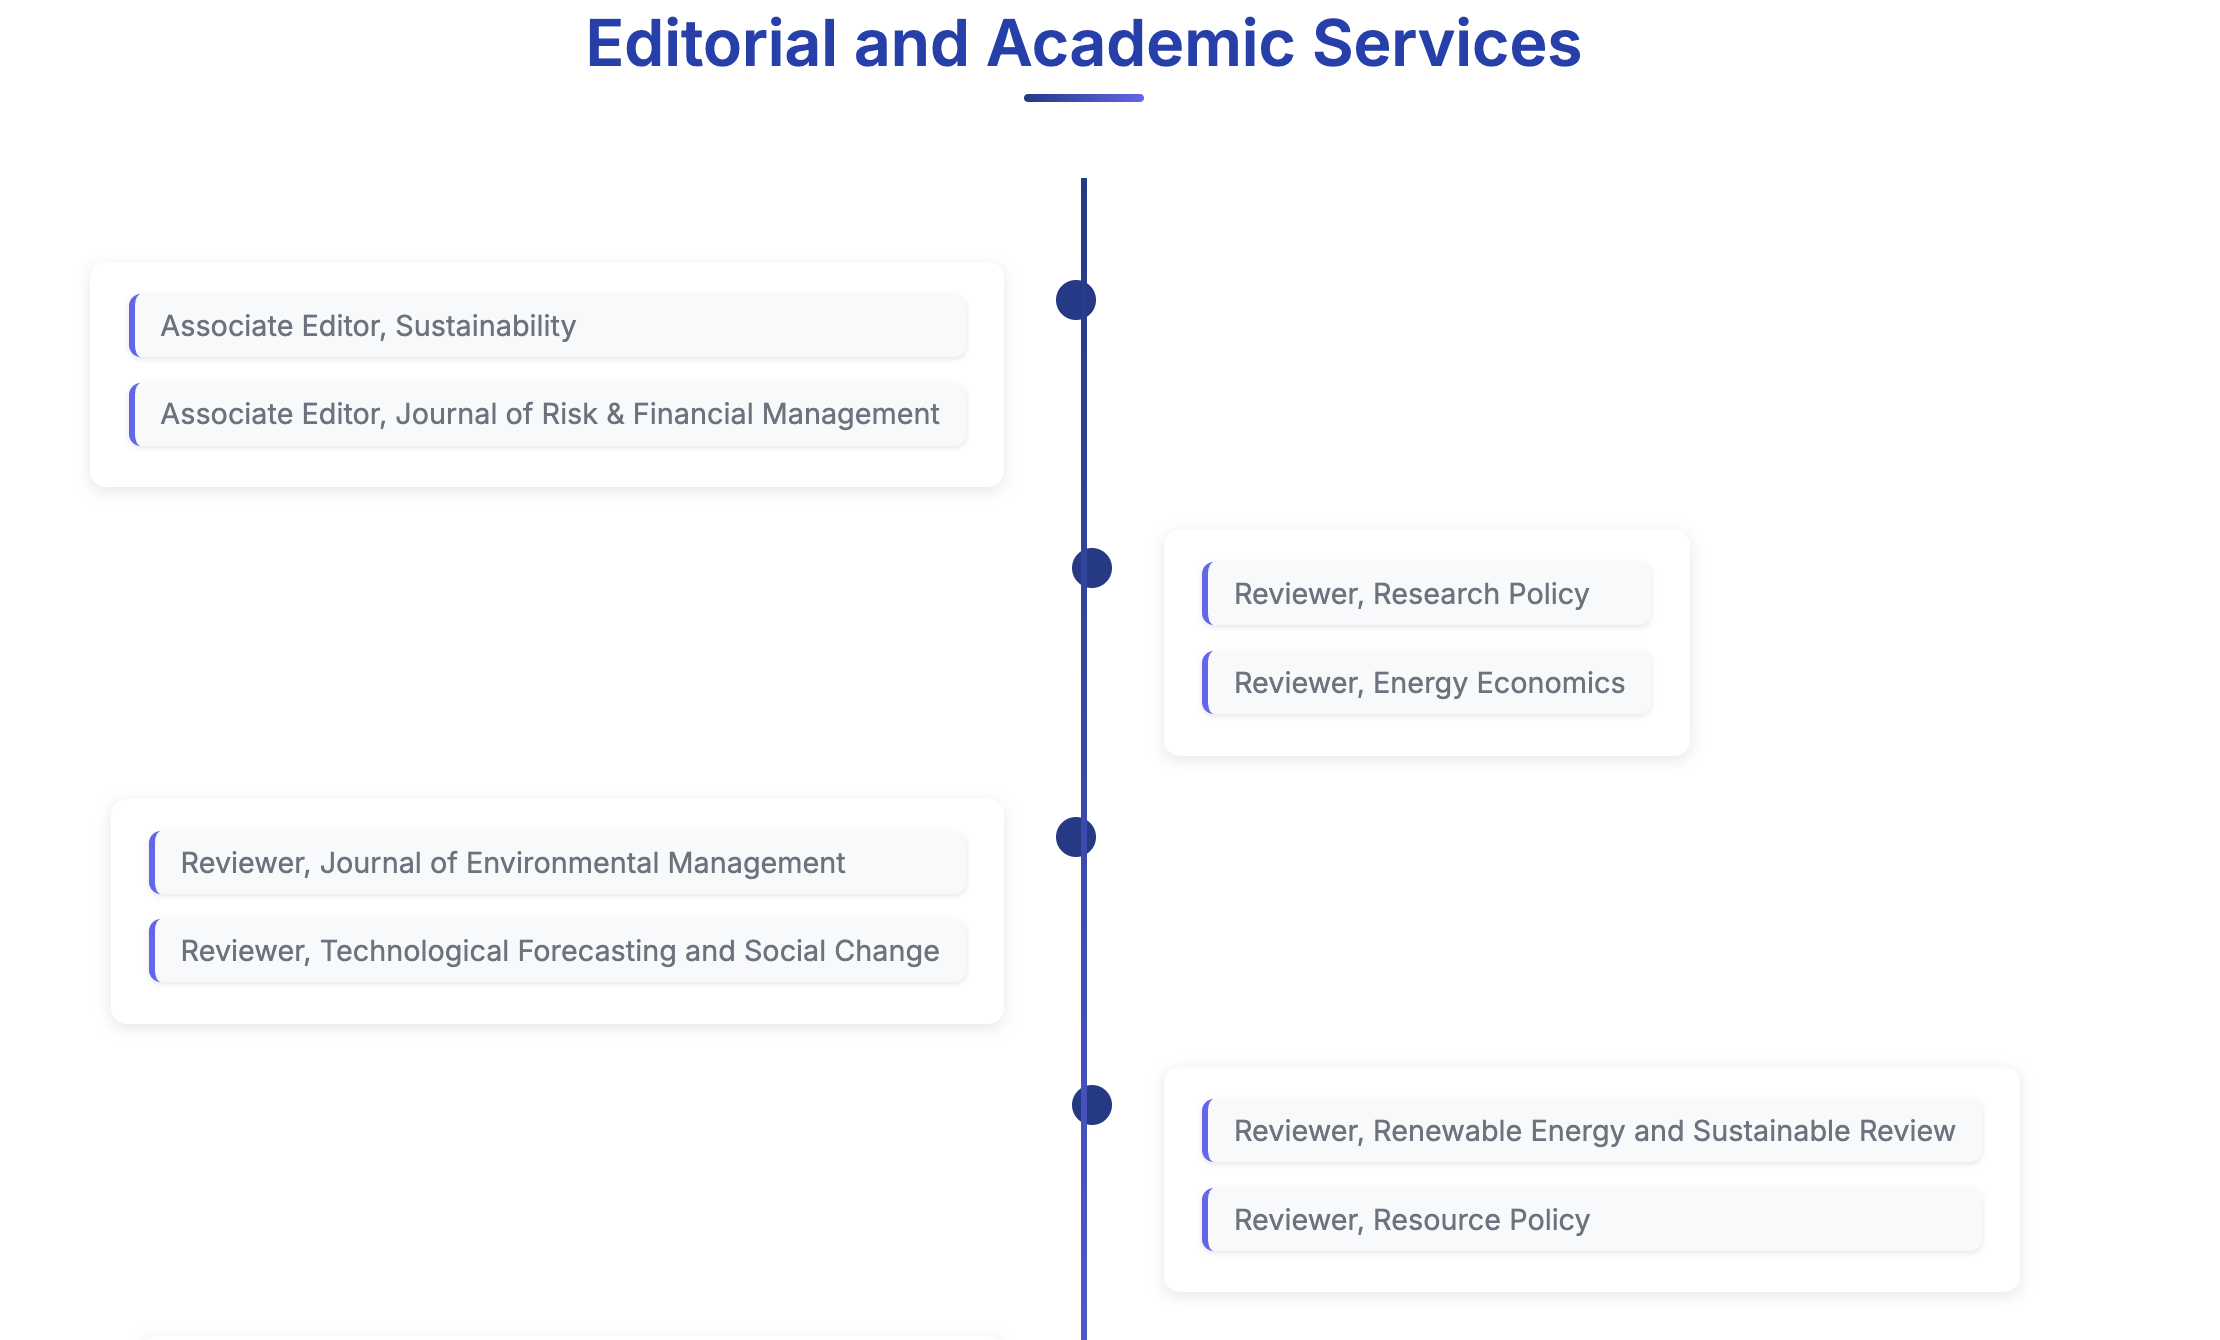 Editorial and Academic Services
Associate Editor, Sustainability
Associate Editor, Journal of Risk & Financial Management
Reviewer, Research Policy
Reviewer, Energy Economics
Reviewer, Journal of Environmental Management
Reviewer, Technological Forecasting and Social Change
Reviewer, Renewable Energy and Sustainable Review
Reviewer, Resource Policy